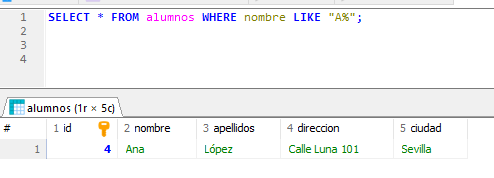 1 SELECT * FROM alumnos WHERE nombre LIKE "A%";
2
3
4
alumnos (1r × 5c)
# 1 id 2 nombre 3 apellidos 4 direccion 5 ciudad
1 4 Ana López Calle Luna 101 Sevilla